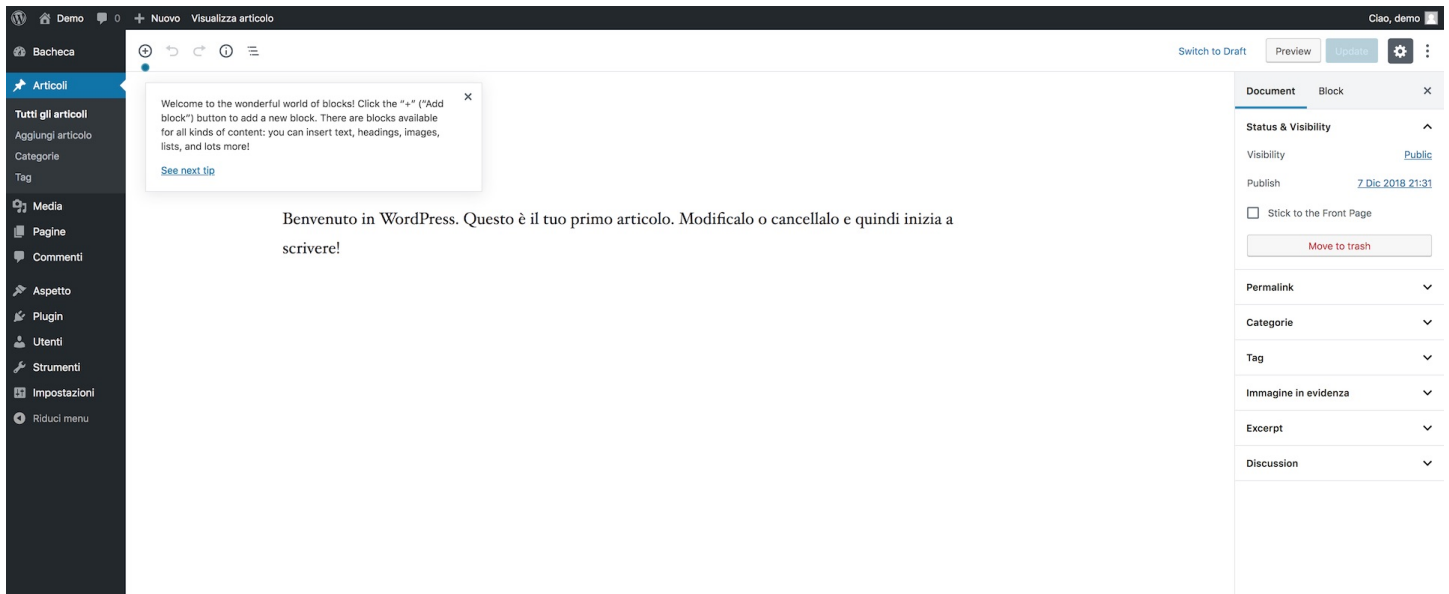 Demo 0 Nuovo Visualizza articolo Ciao, demo
Bacheca
Articoli
Tutti gli articoli
Aggiungi articolo
Categorie
Tag
Media
Pagine
Commenti
Aspetto
Plugin
Utenti
Strumenti
Impostazioni
Riduci menu
Switch to Draft Preview Update
Welcome to the wonderful world of blocks! Click the “+” (“Add
block”) button to add a new block. There are blocks available
for all kinds of content: you can insert text, headings, images,
lists, and lots more!
See next tip
Benvenuto in WordPress. Questo è il tuo primo articolo. Modificalo o cancellalo e quindi inizia a
scrivere!
Document Block
Status & Visibility
Visibility Public
Publish 7 Dic 2018 21:31
Stick to the Front Page
Move to trash
Permalink
Categorie
Tag
Immagine in evidenza
Excerpt
Discussion